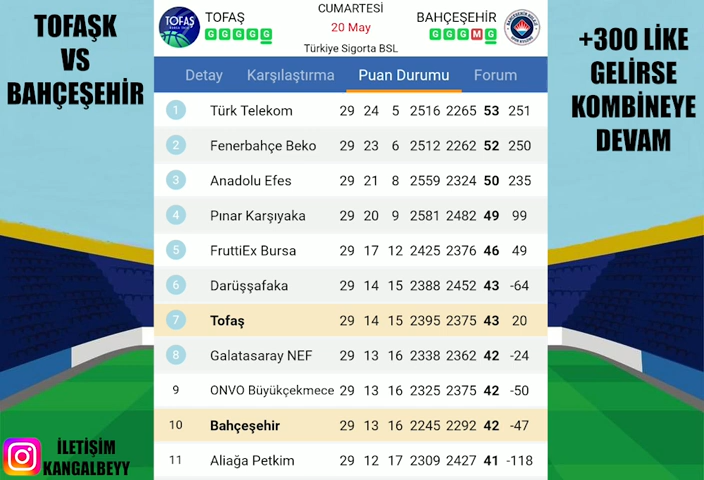 TOFAŞK
VS
BAHÇEŞEHİR
TOFAŞ
TOFAŞ
G G G G G
CUMARTESİ
20 May
Türkiye Sigorta BSL
BAHÇEŞEHİR
G G G M G
+300 LİKE
GELİRSE
KOMBİNEYE
DEVAM
Detay Karşılaştırma Puan Durumu Forum
1 Türk Telekom 29 24 5 2516 2265 53 251
2 Fenerbahçe Beko 29 23 6 2512 2262 52 250
3 Anadolu Efes 29 21 8 2559 2324 50 235
4 Pınar Karşıyaka 29 20 9 2581 2482 49 99
5 FruttiEx Bursa 29 17 12 2425 2376 46 49
6 Darüşşafaka 29 14 15 2388 2452 43 -64
7 Tofaş 29 14 15 2395 2375 43 20
8 Galatasaray NEF 29 13 16 2338 2362 42 -24
9 ONVO Büyükçekmece 29 13 16 2325 2375 42 -50
10 Bahçeşehir 29 13 16 2245 2292 42 -47
11 Aliağa Petkim 29 12 17 2309 2427 41 -118
İLETİŞİM
KANGALBEYY